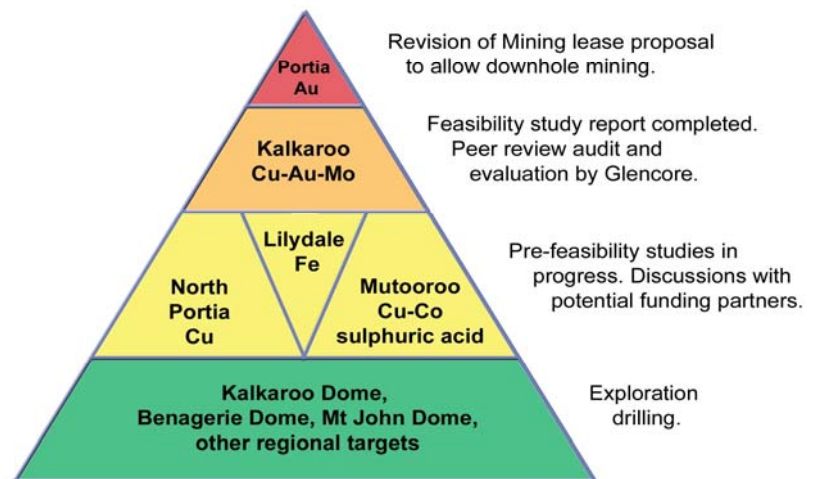 Portia
Au
Revision of Mining lease proposal
to allow downhole mining.
Kalkaroo
Cu-Au-Mo
Feasibility study report completed.
Peer review audit and
evaluation by Glencore.
Lilydale
Fe
North
Portia
Cu
Mutooroo
Cu-Co
sulphuric acid
Pre-feasibility studies in
progress. Discussions with
potential funding partners.
Kalkaroo Dome,
Benagerie Dome, Mt John Dome,
other regional targets
Exploration
drilling.